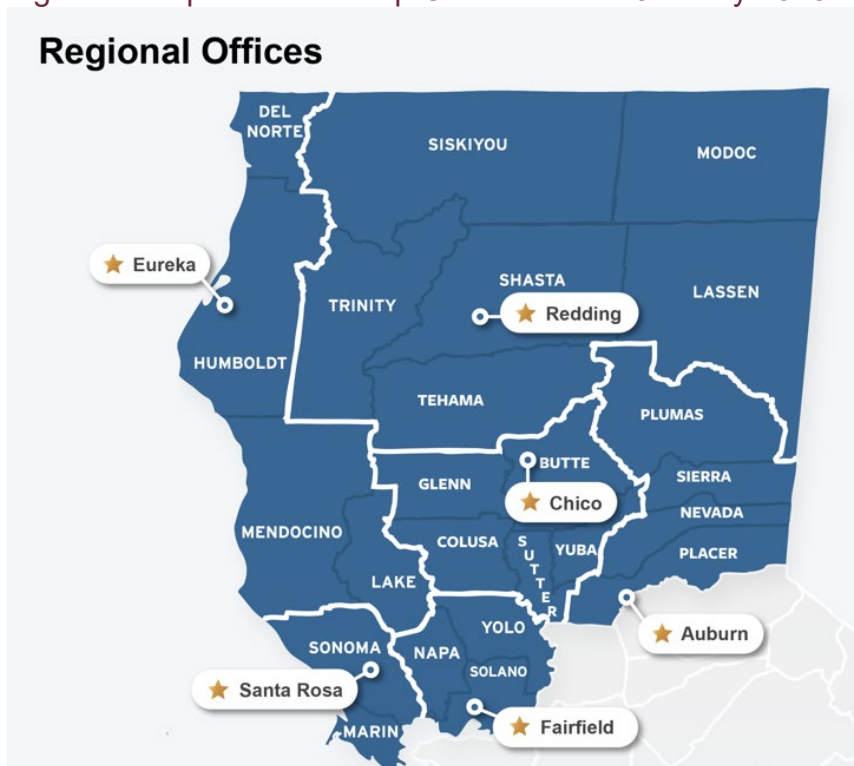 Regional Offices
DEL
NORTE
SISKIYOU
MODOC
Eureka
TRINITY
SHASTA
LASSEN
Redding
HUMBOLDT
TEHAMA
PLUMAS
BUTTE
GLENN
SIERRA
Chico
NEVADA
MENDOCINO
COLUSA
SUTTER
YUBA
PLACER
LAKE
YOLO
Auburn
SONOMA
NAPA
SOLANO
Santa Rosa
Fairfield
MARIN